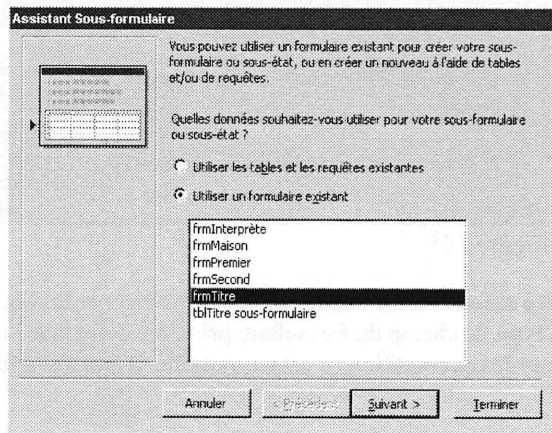 Assistant Sous-formulaire
Vous pouvez utiliser un formulaire existant pour créer votre sous-
formulaire ou sous-état, ou en créer un nouveau à l'aide de tables
et/ou de requêtes.
Quelles données souhaitez-vous utiliser pour votre sous-formulaire
ou sous-état ?
Utiliser les tables et les requêtes existantes
Utiliser un formulaire existant
frmInterprète
frmMaison
frmPremier
frmSecond
frmTitre
tblTitre sous-formulaire
Annuler
< Précédent
Suivant >
Terminer